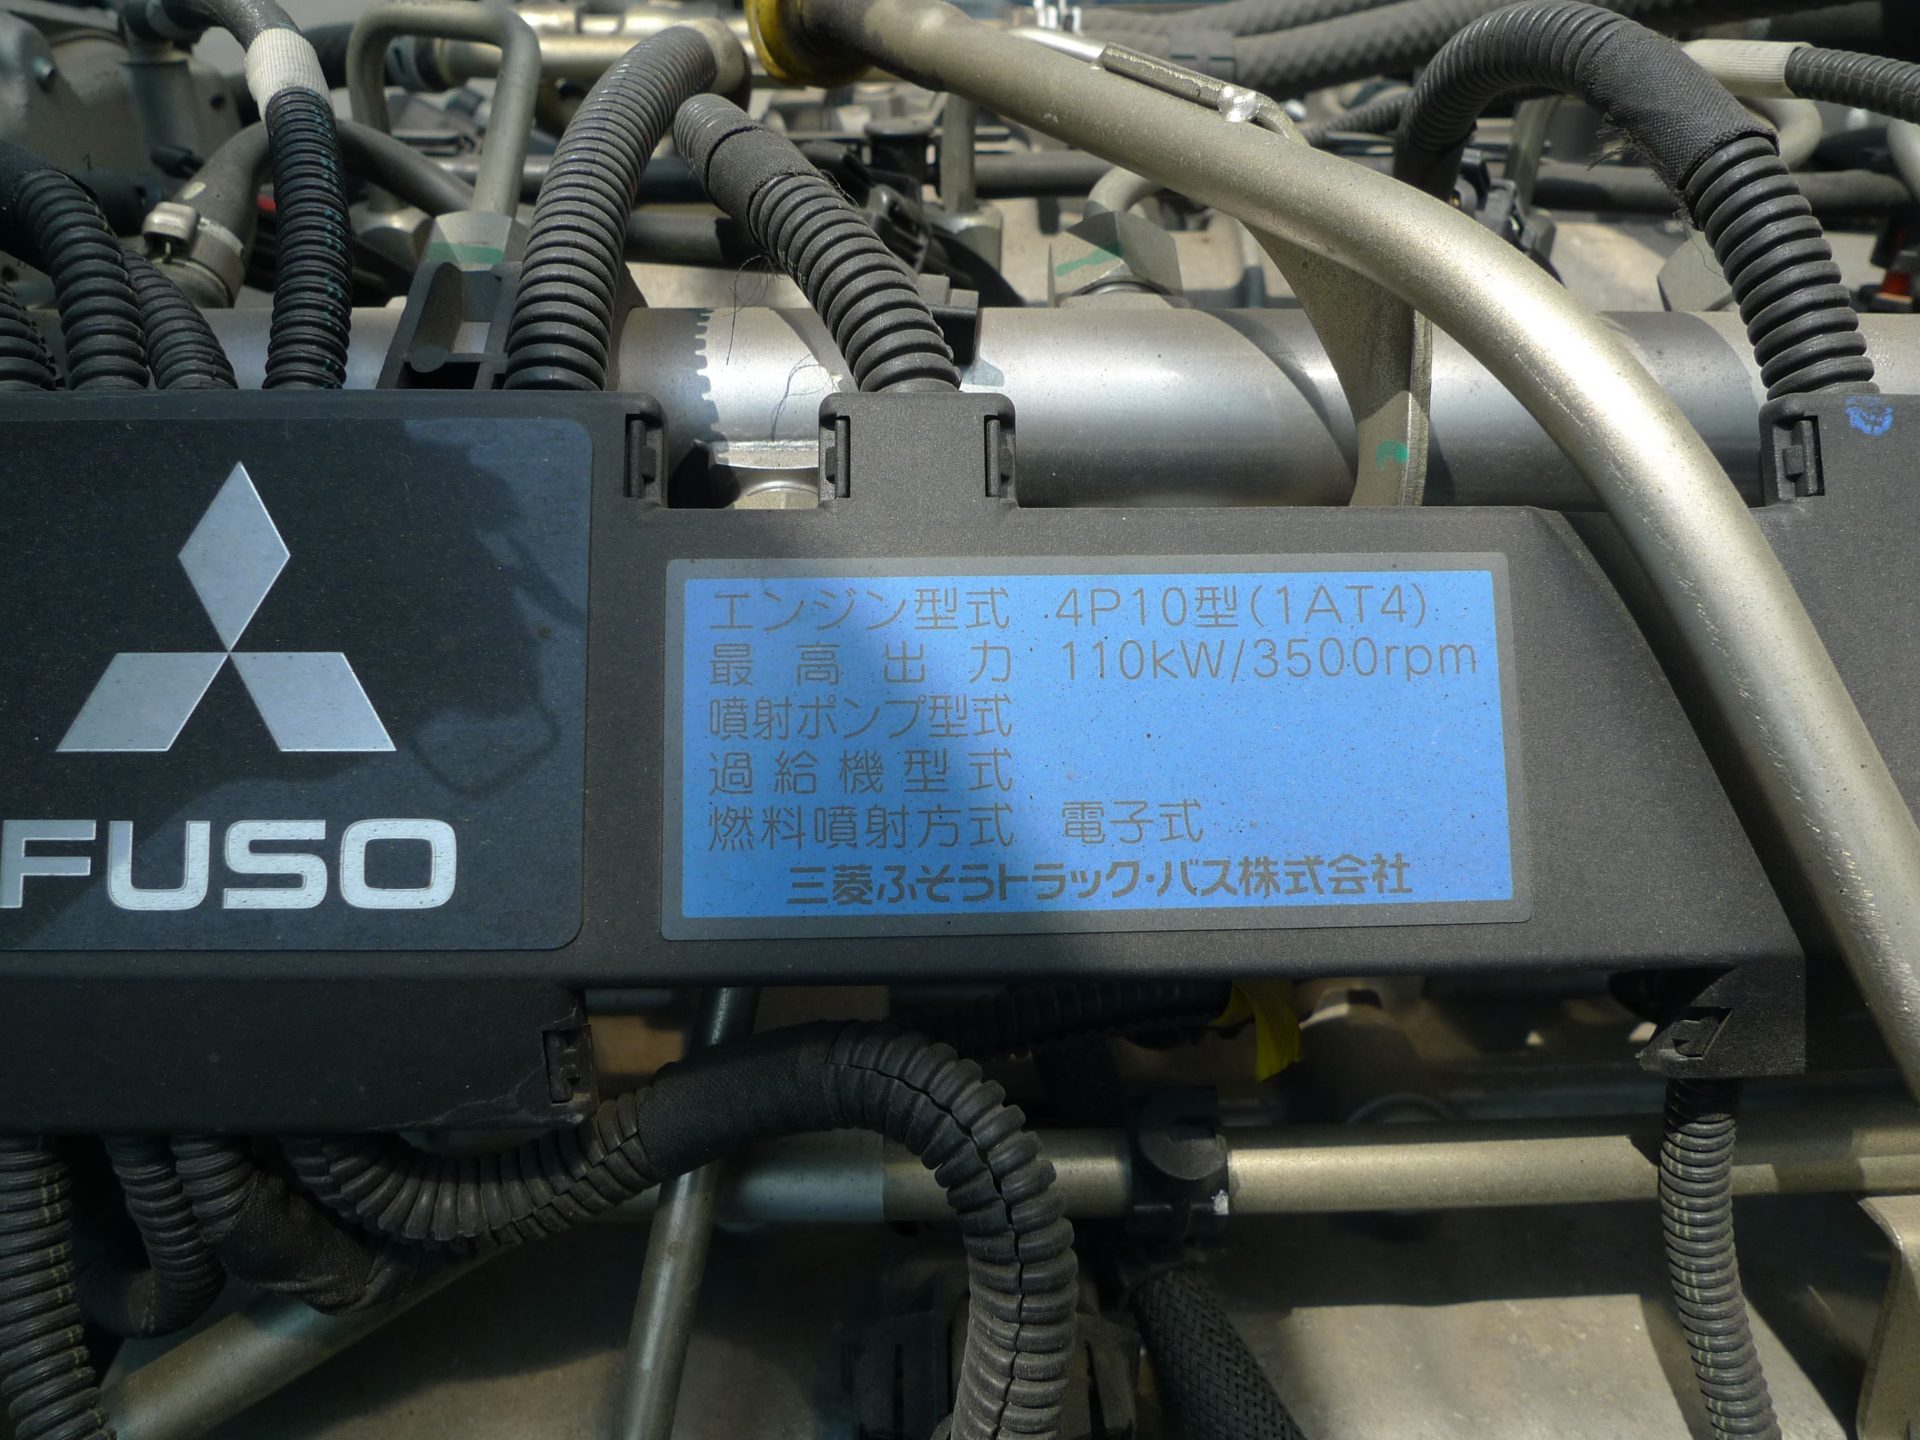 FUSO
エンジン型式 4P10型(1AT4)
最高出力 110kW/3500rpm
噴射ポンプ型式
過給機型式
燃料噴射方式 電子式
三菱ふそうトラック・バス株式会社